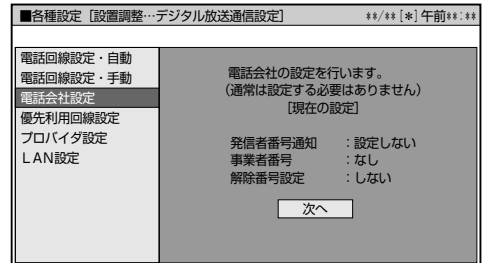 ■各種設定［設置調整…デジタル放送通信設定］ **/**［*］午前**:**
電話回線設定・自動
電話回線設定・手動
電話会社設定
優先利用回線設定
プロバイダ設定
LAN設定
電話会社の設定を行います。
（通常は設定する必要はありません）
［現在の設定］
発信者番号通知 ：設定しない
事業者番号 ：なし
解除番号設定 ：しない
次へ